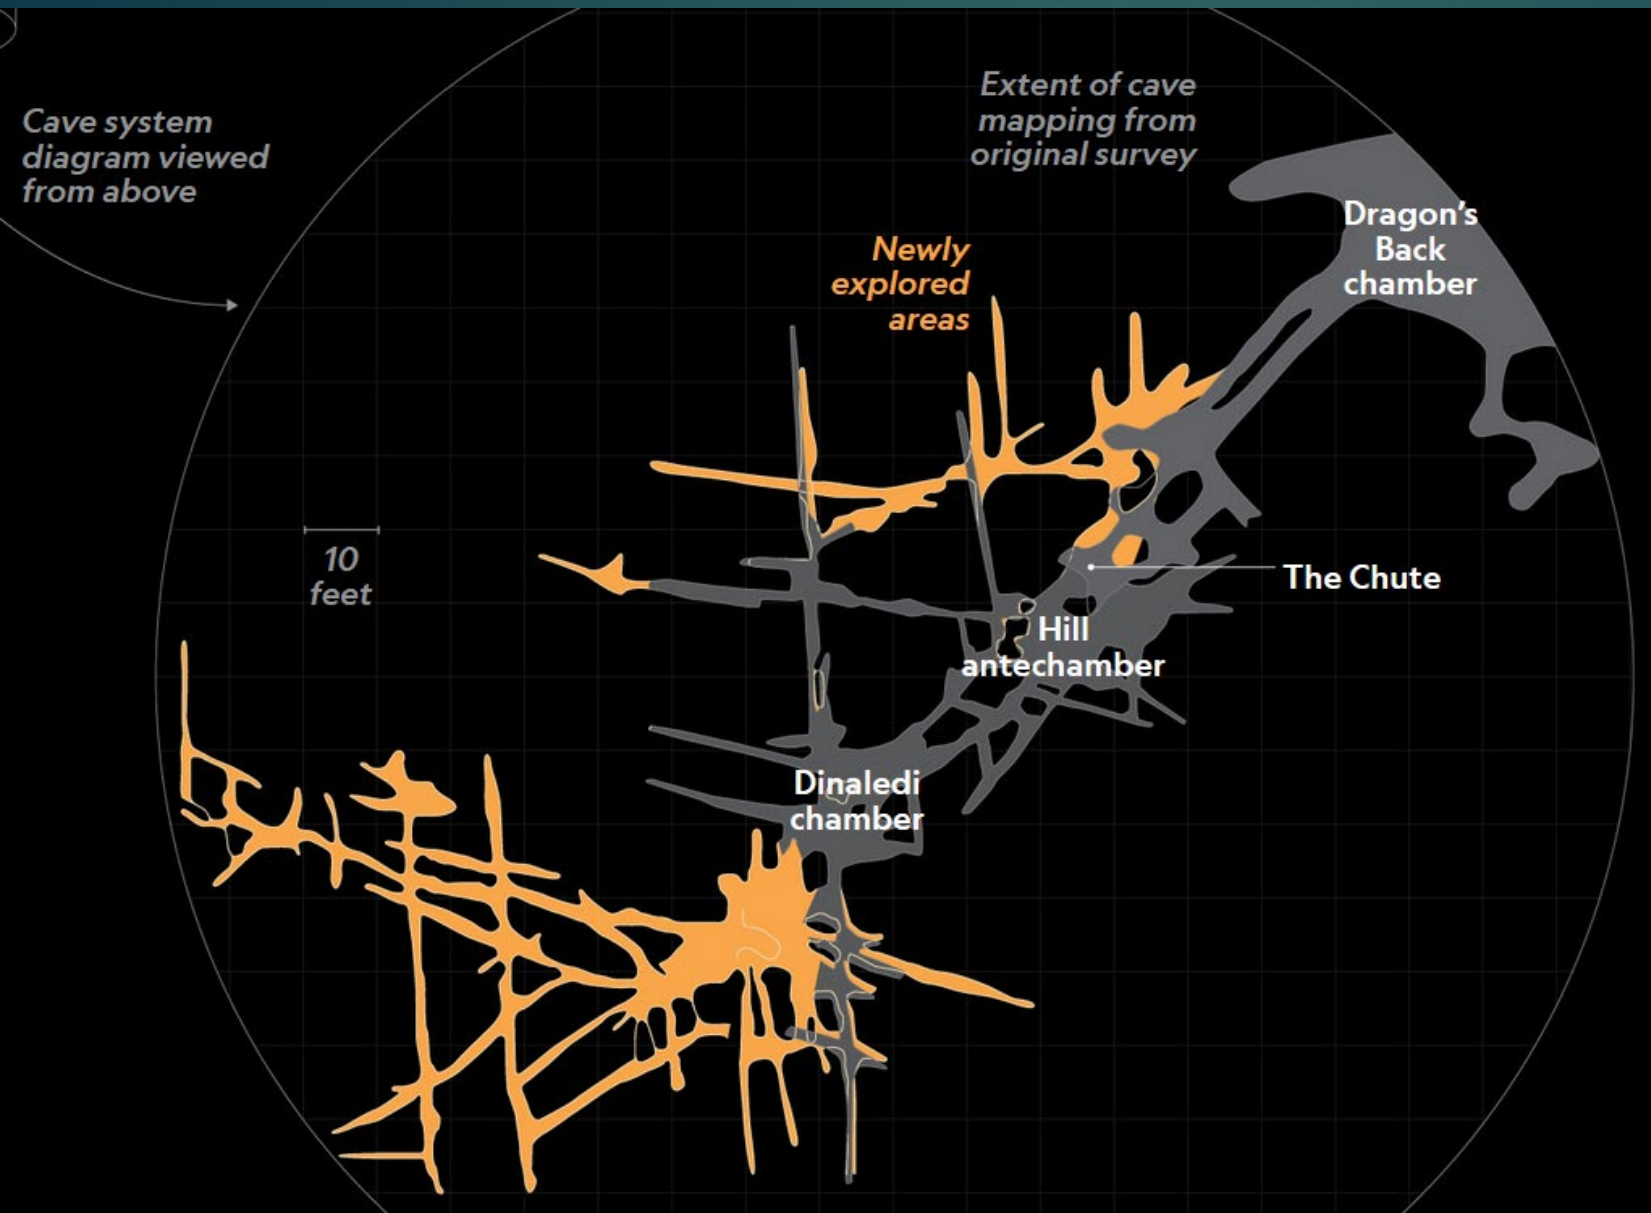 Cave system
diagram viewed
from above
Extent of cave
mapping from
original survey
Newly
explored
areas
Dragon's
Back
chamber
10
feet
The Chute
Hill
antechamber
Dinaledi
chamber